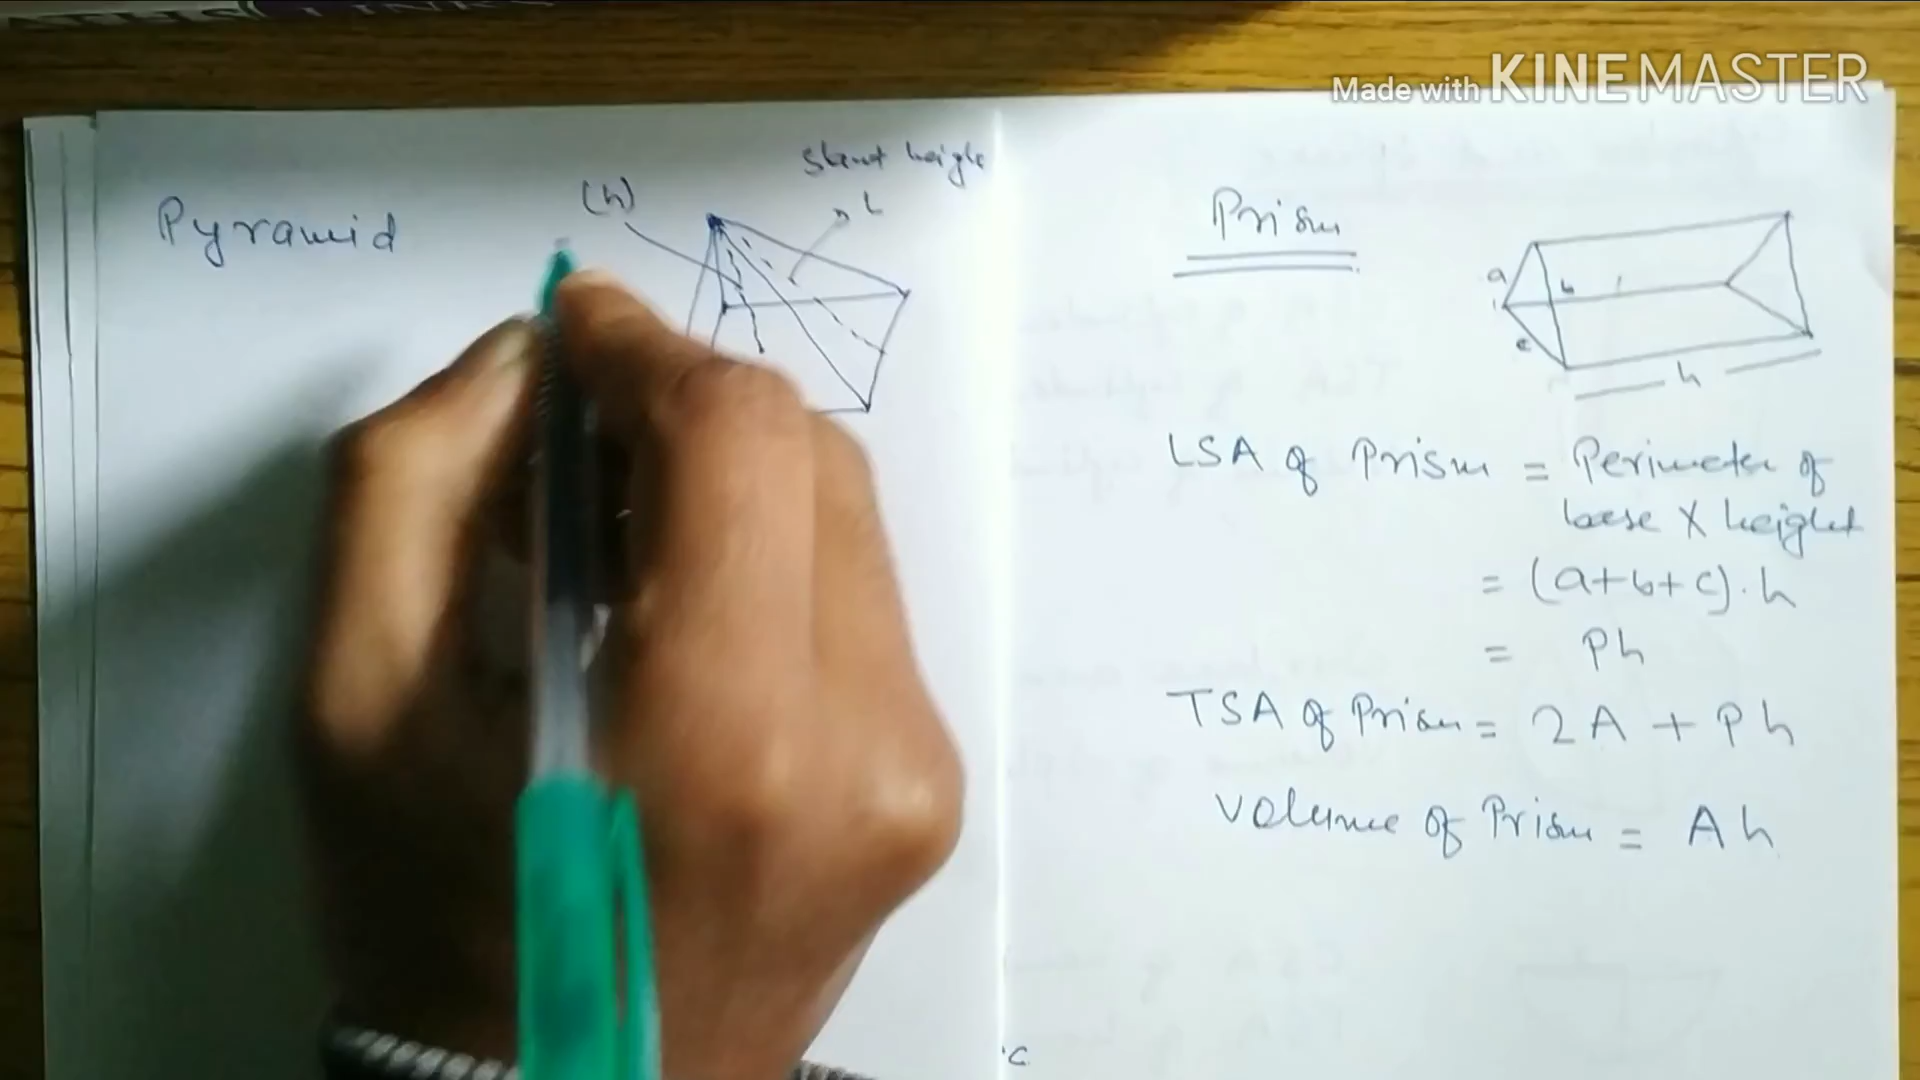 Made with KINEMASTER
slant heigh
(h)
L
Pyramid
Prism
a
b
c
h
LSA of Prism = Perimeter of
base X height
= (a+b+c).h
= Ph
TSA of Prism = 2A + Ph
Volume of Prism = Ah